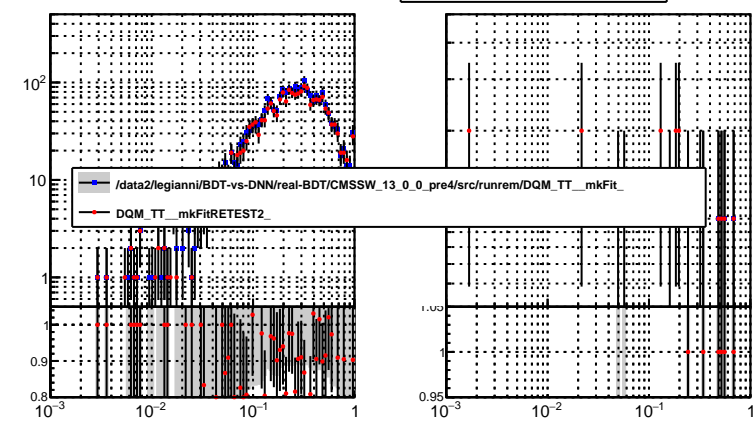 10²
10
1
/data2/legianni/BDT-vs-DNN/real-BDT/CMSSW_13_0_0_pre4/src/runrem/DQM_TT__mkFit_
DQM_TT__mkFitRETEST2_
1
0.9
0.8
10⁻³ 10⁻² 10⁻¹ 1
1.05
1
0.95
10⁻³ 10⁻² 10⁻¹ 1